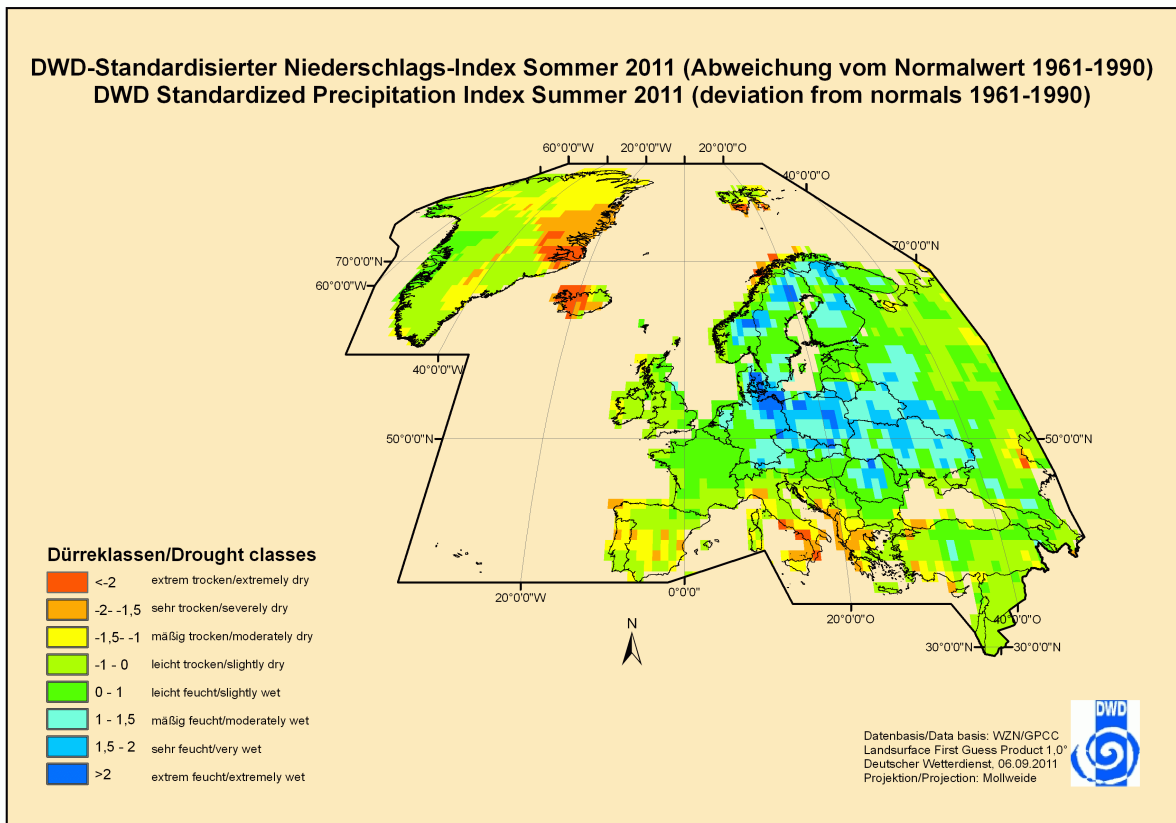 DWD-Standardisierter Niederschlags-Index Sommer 2011 (Abweichung vom Normalwert 1961-1990)
DWD Standardized Precipitation Index Summer 2011 (deviation from normals 1961-1990)
60°0'0"W 20°0'0"W 20°0'0"O
40°0'0"O
70°0'0"N
70°0'0"N
60°0'0"W
40°0'0"W
50°0'0"N 50°0'0"N
20°0'0"W 0°0'0"
20°0'0"O 40°0'0"O
30°0'0"N 30°0'0"N
N
Dürreklassen/Drought classes
<-2 extrem trocken/extremely dry
-2- -1,5 sehr trocken/severely dry
-1,5- -1 mäßig trocken/moderately dry
-1 - 0 leicht trocken/slightly dry
0 - 1 leicht feucht/slightly wet
1 - 1,5 mäßig feucht/moderately wet
1,5 - 2 sehr feucht/very wet
>2 extrem feucht/extremely wet
DWD
Datenbasis/Data basis: WZN/GPCC
Landsurface First Guess Product 1,0°
Deutscher Wetterdienst, 06.09.2011
Projektion/Projection: Mollweide